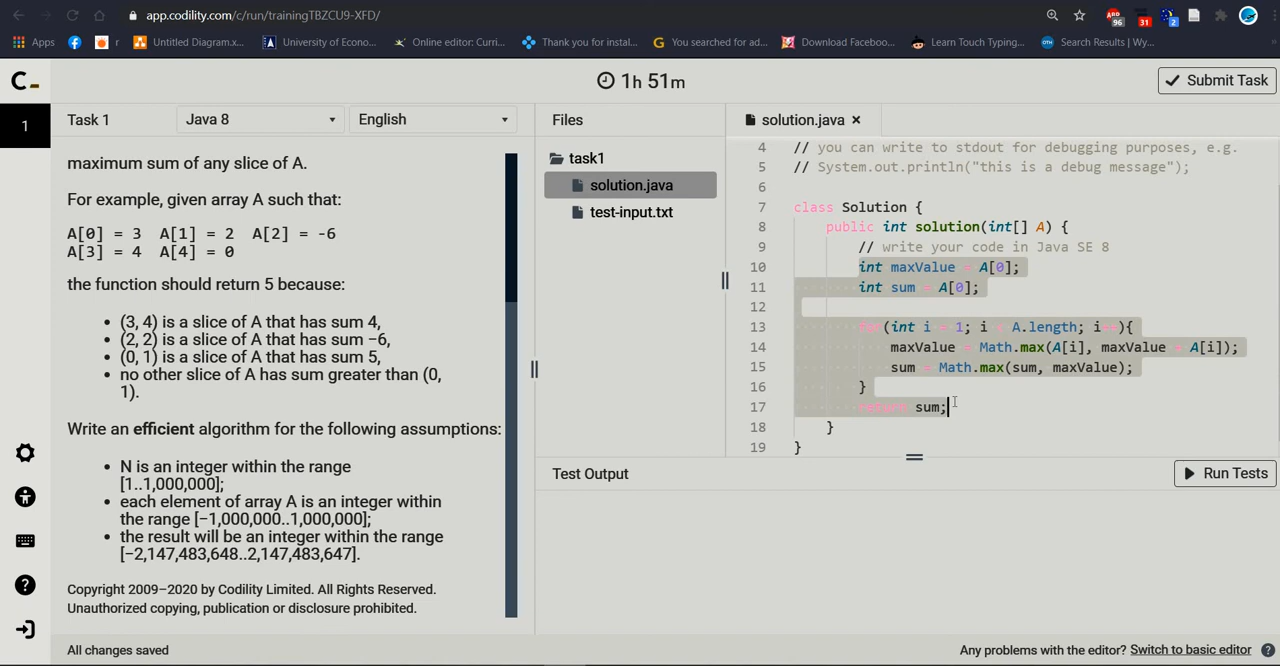 app.codility.com/c/run/trainingTBZCU9-XFD/
96
31
2
Apps
r
Untitled Diagram.x...
University of Econo...
Online editor: Curri...
Thank you for instal...
You searched for ad...
Download Faceboo...
Learn Touch Typing...
OTH
Search Results | Wy...
C_
1h 51m
Submit Task
1
Task 1
Java 8
English
Files
solution.java ×
task1
solution.java
test-input.txt
maximum sum of any slice of A.
For example, given array A such that:
A[0] = 3 A[1] = 2 A[2] = -6
A[3] = 4 A[4] = 0
the function should return 5 because:
• (3, 4) is a slice of A that has sum 4,
• (2, 2) is a slice of A that has sum −6,
• (0, 1) is a slice of A that has sum 5,
• no other slice of A has sum greater than (0,
1).
Write an efficient algorithm for the following assumptions:
• N is an integer within the range
[1..1,000,000];
• each element of array A is an integer within
the range [−1,000,000..1,000,000];
• the result will be an integer within the range
[−2,147,483,648..2,147,483,647].
Copyright 2009–2020 by Codility Limited. All Rights Reserved.
Unauthorized copying, publication or disclosure prohibited.
4 // you can write to stdout for debugging purposes, e.g.
5 // System.out.println("this is a debug message");
6
7 class Solution {
8 public int solution(int[] A) {
9 // write your code in Java SE 8
10 int maxValue = A[0];
11 int sum = A[0];
12
13 for(int i = 1; i < A.length; i++){
14 maxValue = Math.max(A[i], maxValue + A[i]);
15 sum = Math.max(sum, maxValue);
16 }
17 return sum;
18 }
19 }
Test Output
Run Tests
All changes saved
Any problems with the editor? Switch to basic editor